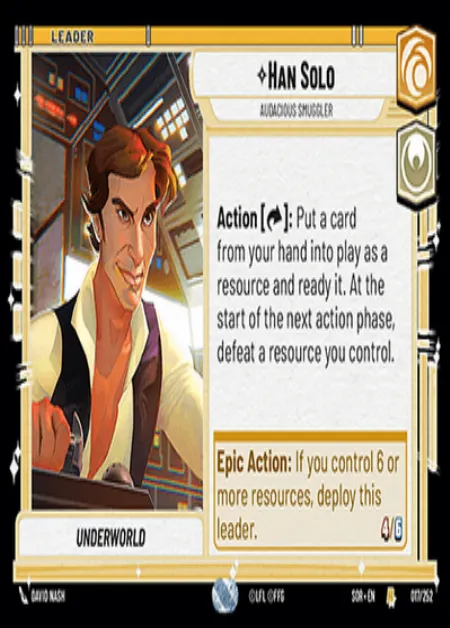 LEADER
HAN SOLO
AUDACIOUS SMUGGLER
Action [ ]: Put a card
from your hand into play as a
resource and ready it. At the
start of the next action phase,
defeat a resource you control.
Epic Action: If you control 6 or
more resources, deploy this
leader.
4/6
UNDERWORLD
DAVID NASH
©LFL ©FFG
SOR • EN
017/252